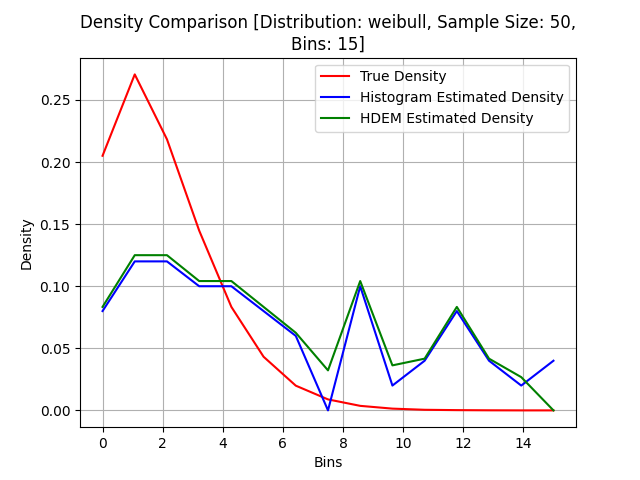 Density Comparison [Distribution: weibull, Sample Size: 50,
Bins: 15]
True Density
Histogram Estimated Density
HDEM Estimated Density
Density
0.25
0.20
0.15
0.10
0.05
0.00
0 2 4 6 8 10 12 14
Bins